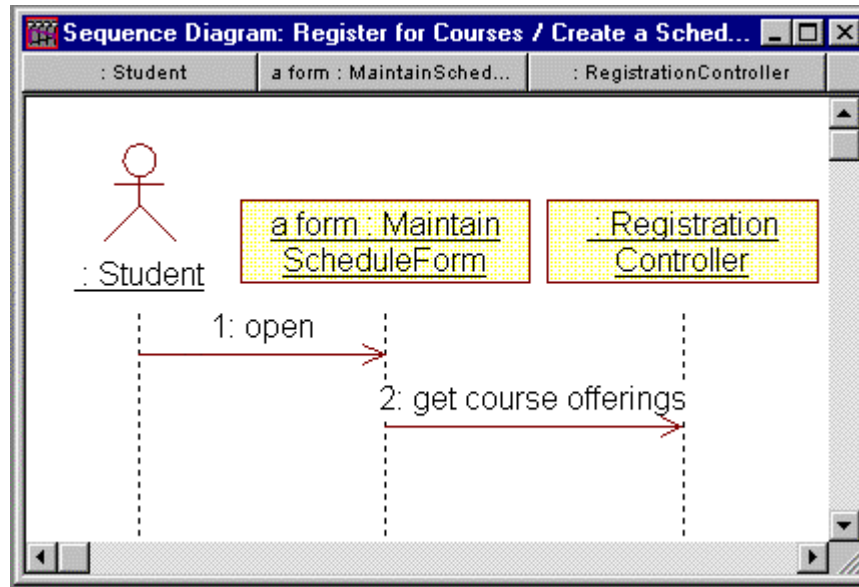 Sequence Diagram: Register for Courses / Create a Sched...
: Student
a form : MaintainSched...
: RegistrationController
: Student
a form : Maintain
ScheduleForm
: Registration
Controller
1: open
2: get course offerings